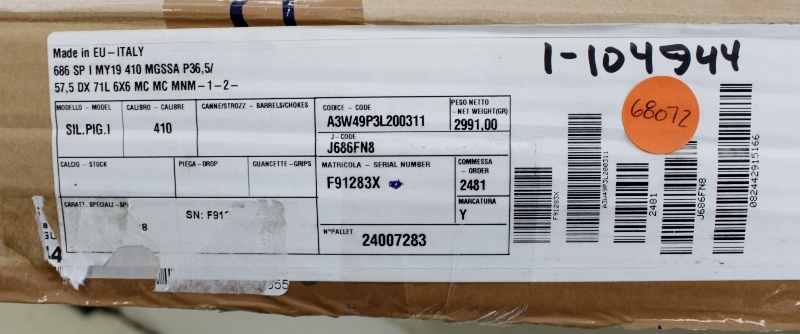 Made in EU-ITALY
686 SP I MY19 410 MGSSA P36,5/
57,5 DX 71L 6X6 MC MC MNM-1-2-
1-104944
68072
MODELLO - MODEL
SIL.PIG.I
CALIBRO - CALIBRE
410
CANNE/STROZZ - BARRELS/CHOKES
CODICE - CODE
A3W49P3L200311
J-CODE
J686FN8
PESO NETTO
-NET WEIGHT(GR)
2991,00
CALCIO - STOCK
PIEGA-DROP
GUANCETTE-GRIPS
MATRICOLA - SERIAL NUMBER
F91283X
COMMESSA
- ORDER
2481
MARCATURA
Y
CARATT. SPECIALI-
SN: F91
N°PALLET
24007283
F91283X
A3W49P3L200311
2481
J686FN8
082442915166